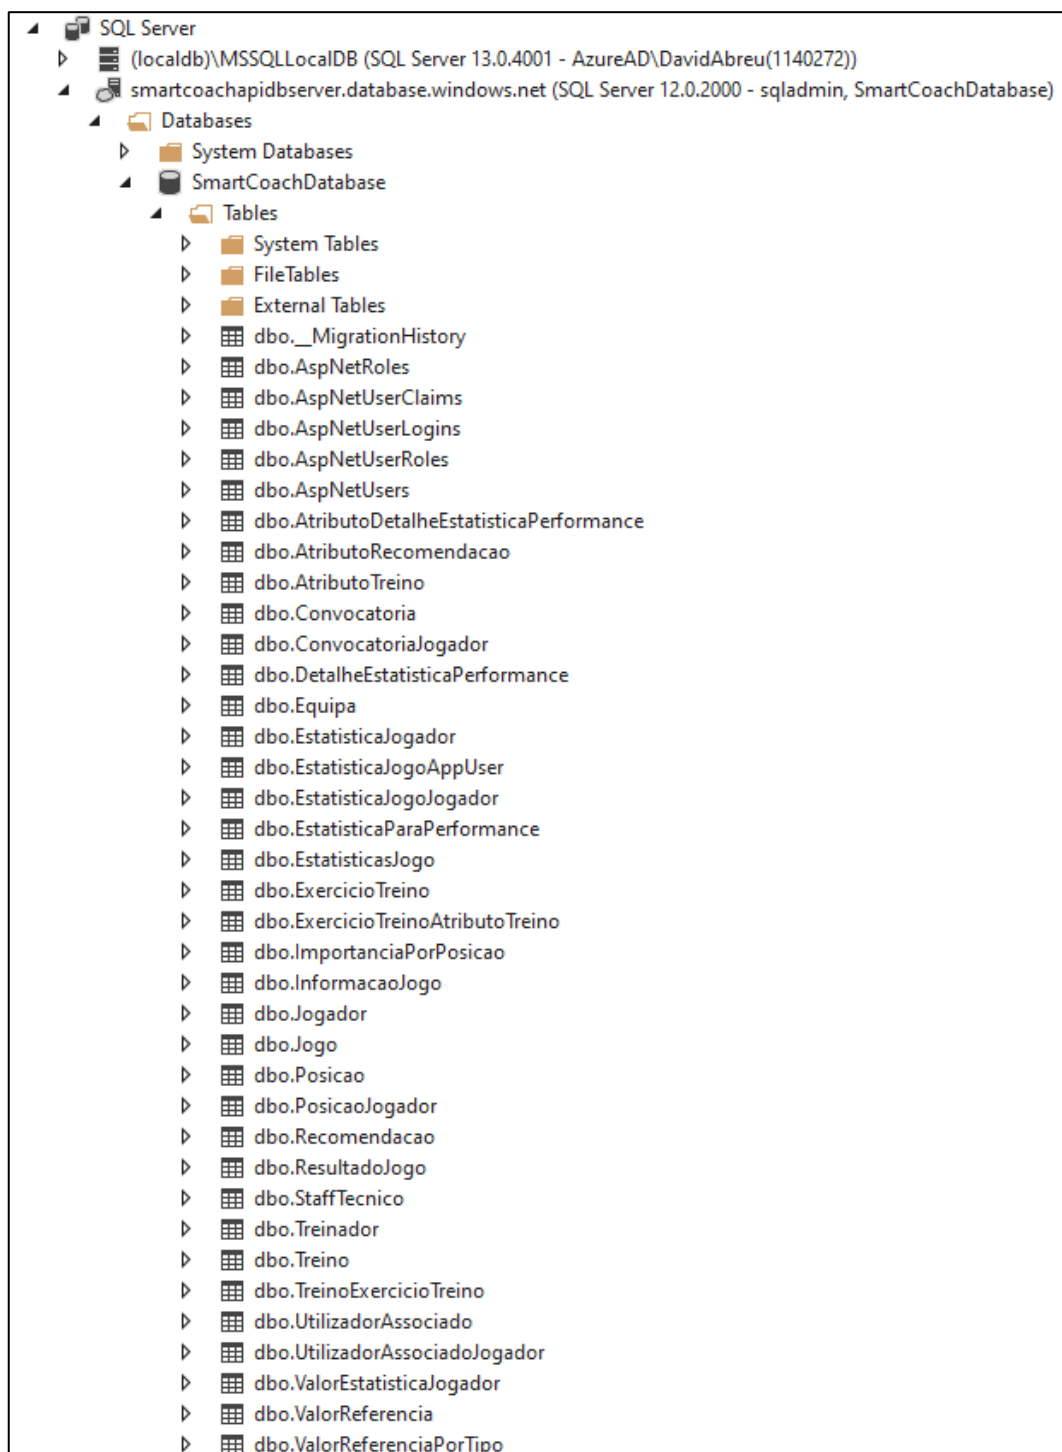 SQL Server
(localdb)\MSSQLLocalDB (SQL Server 13.0.4001 - AzureAD\DavidAbreu(1140272))
smartcoachapidbserver.database.windows.net (SQL Server 12.0.2000 - sqladmin, SmartCoachDatabase)
Databases
System Databases
SmartCoachDatabase
Tables
System Tables
FileTables
External Tables
dbo.__MigrationHistory
dbo.AspNetRoles
dbo.AspNetUserClaims
dbo.AspNetUserLogins
dbo.AspNetUserRoles
dbo.AspNetUsers
dbo.AtributoDetalheEstatisticaPerformance
dbo.AtributoRecomendacao
dbo.AtributoTreino
dbo.Convocatoria
dbo.ConvocatoriaJogador
dbo.DetalheEstatisticaPerformance
dbo.Equipa
dbo.EstatisticaJogador
dbo.EstatisticaJogoAppUser
dbo.EstatisticaJogoJogador
dbo.EstatisticaParaPerformance
dbo.EstatisticasJogo
dbo.ExercicioTreino
dbo.ExercicioTreinoAtributoTreino
dbo.ImportanciaPorPosicao
dbo.InformacaoJogo
dbo.Jogador
dbo.Jogo
dbo.Posicao
dbo.PosicaoJogador
dbo.Recomendacao
dbo.ResultadoJogo
dbo.StaffTecnico
dbo.Treinador
dbo.Treino
dbo.TreinoExercicioTreino
dbo.UtilizadorAssociado
dbo.UtilizadorAssociadoJogador
dbo.ValorEstatisticaJogador
dbo.ValorReferencia
dbo.ValorReferenciaPorTipo